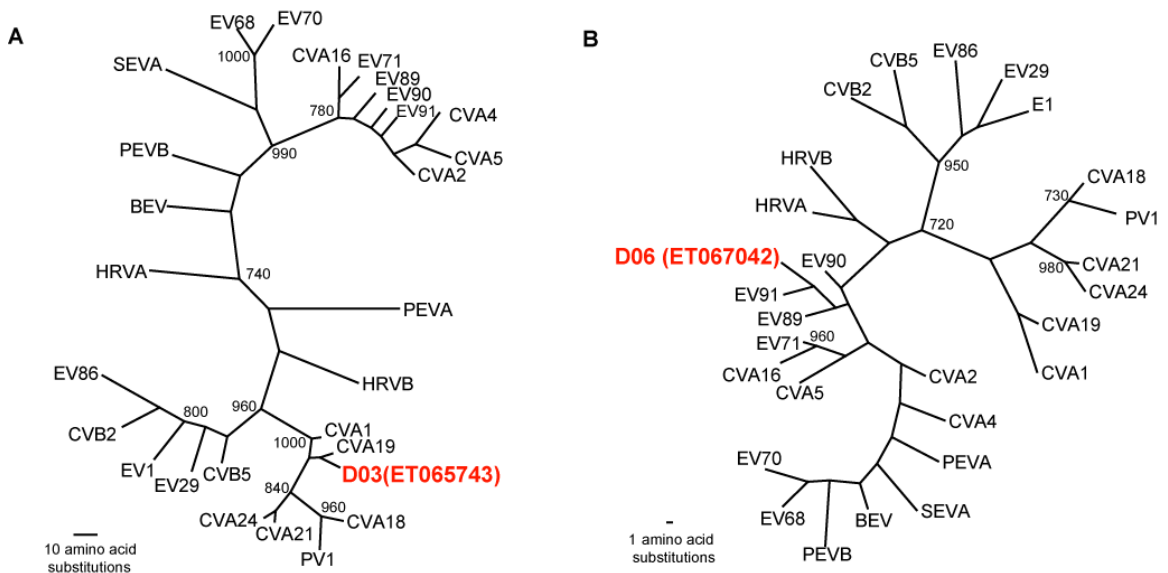 A
EV68
EV70
1000
SEVA
CVA16
EV71
EV89
EV90
EV91
780
CVA4
CVA5
CVA2
990
PEVB
BEV
HRVA
740
PEVA
HRVB
EV86
CVB2
800
EV1
EV29
CVB5
960
1000
CVA1
CVA19
D03(ET065743)
840
960
CVA24
CVA21
CVA18
PV1
10 amino acid
substitutions
B
CVB5
EV86
CVB2
EV29
E1
950
HRVB
HRVA
720
730
CVA18
PV1
980
CVA21
CVA24
CVA19
CVA1
D06 (ET067042)
EV90
EV91
EV89
EV71
960
CVA16
CVA5
CVA2
CVA4
PEVA
SEVA
EV70
EV68
BEV
PEVB
1 amino acid
substitutions